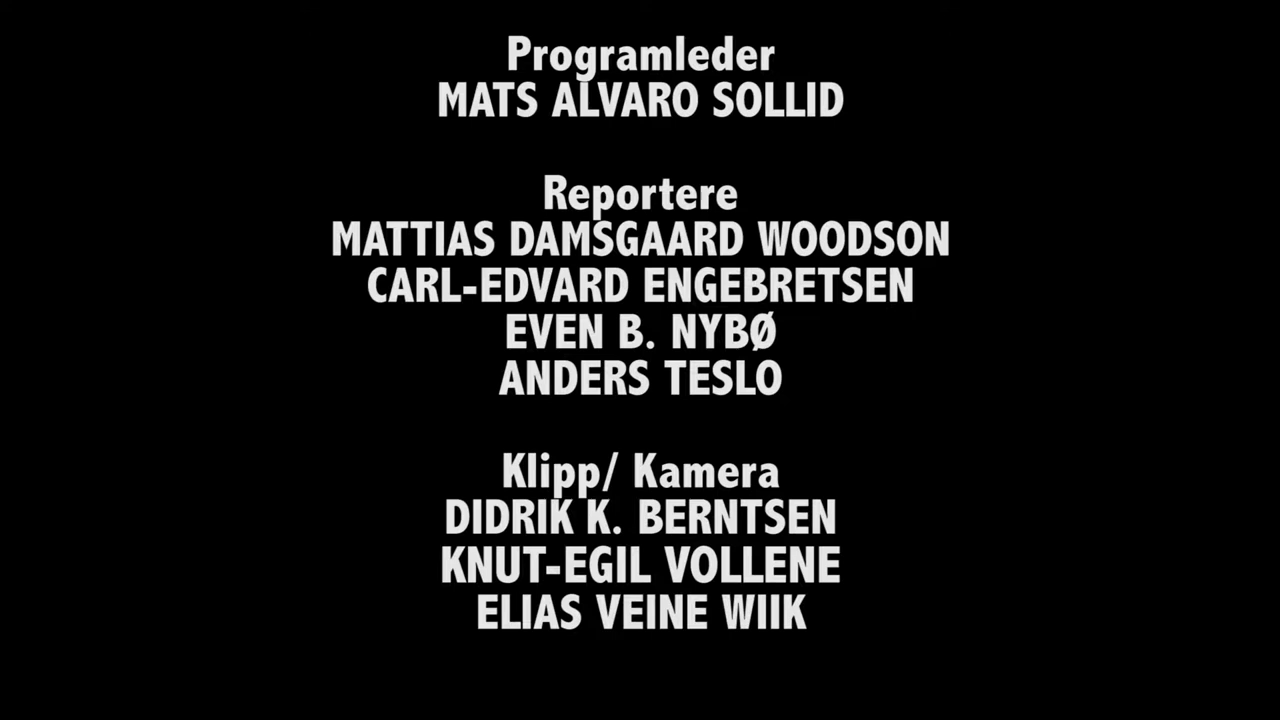 Programleder
MATS ALVARO SOLLID
Reportere
MATTIAS DAMSGAARD WOODSON
CARL-EDVARD ENGEBRETSEN
EVEN B. NYBØ
ANDERS TESLO
Klipp/ Kamera
DIDRIK K. BERNTSEN
KNUT-EGIL VOLLENE
ELIAS VEINE WIIK